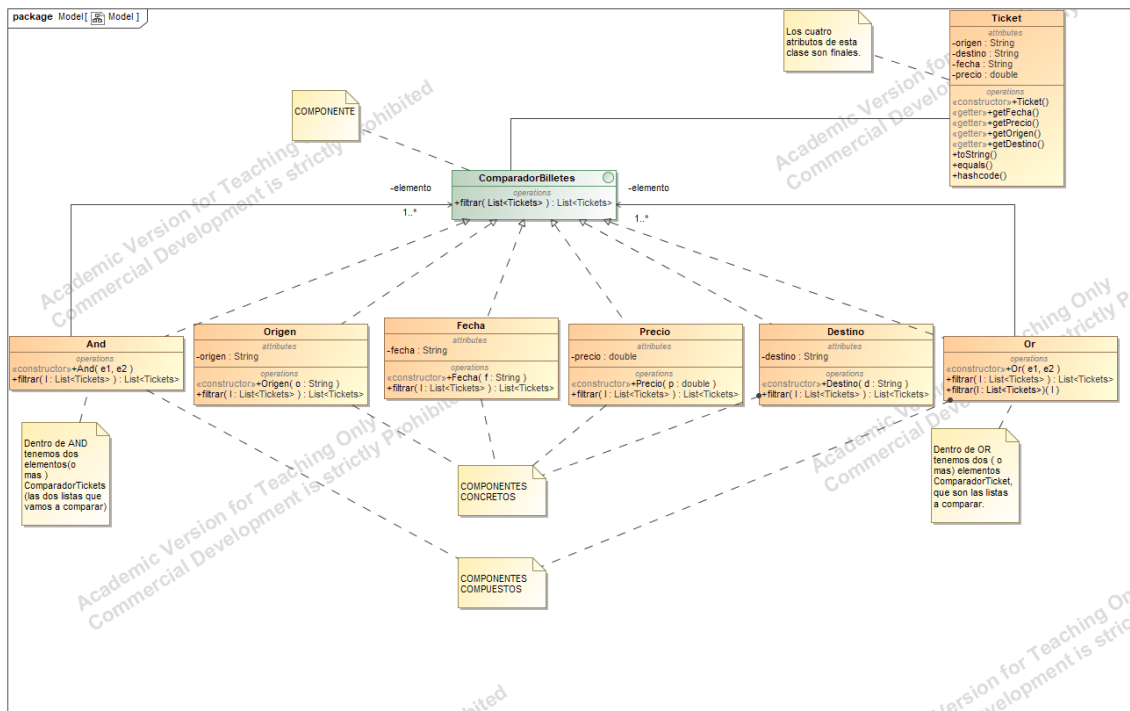 package Model[ Model ]
Los cuatro
atributos de esta
clase son finales.
Ticket
attributes
-origen : String
-destino : String
-fecha : String
-precio : double
operations
«constructor»+Ticket()
«getter»+getFecha()
«getter»+getPrecio()
«getter»+getOrigen()
«getter»+getDestino()
+toString()
+equals()
+hashcode()
COMPONENTE
ComparadorBilletes
operations
+filtrar( List<Tickets> ) : List<Tickets>
-elemento
1..*
-elemento
1..*
And
operations
«constructor»+And( e1, e2 )
+filtrar( l : List<Tickets> ) : List<Tickets>
Origen
attributes
-origen : String
operations
«constructor»+Origen( o : String )
+filtrar( l : List<Tickets> ) : List<Tickets>
Fecha
attributes
-fecha : String
operations
«constructor»+Fecha( f : String )
+filtrar( l : List<Tickets> ) : List<Tickets>
Precio
attributes
-precio : double
operations
«constructor»+Precio( p : double )
+filtrar( l : List<Tickets> ) : List<Tickets>
Destino
attributes
-destino : String
operations
«constructor»+Destino( d : String )
+filtrar( l : List<Tickets> ) : List<Tickets>
Or
operations
«constructor»+Or( e1, e2 )
+filtrar( l : List<Tickets> ) : List<Tickets>
+filtrar(l : List<Tickets>)( l )
Dentro de AND
tenemos dos
elementos(o
mas )
ComparadorTickets
(las dos listas que
vamos a comparar)
COMPONENTES
CONCRETOS
Dentro de OR
tenemos dos ( o
mas) elementos
ComparadorTicket,
que son las listas
a comparar.
COMPONENTES
COMPUESTOS
Academic Version for Teaching Only
Commercial Development is strictly Prohibited